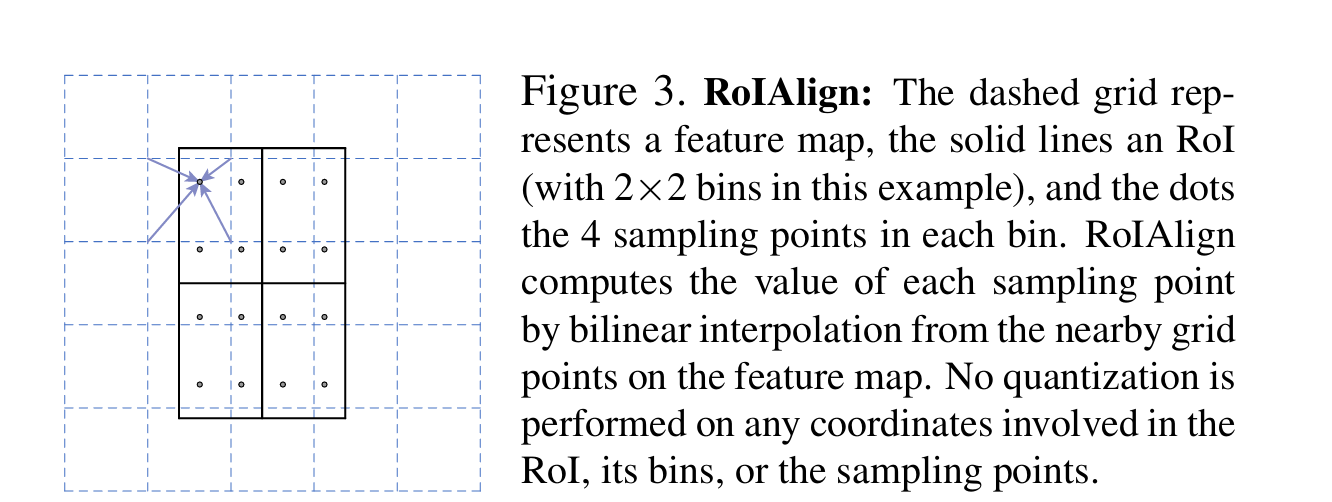 Figure 3. RoIAlign: The dashed grid rep-
resents a feature map, the solid lines an RoI
(with 2×2 bins in this example), and the dots
the 4 sampling points in each bin. RoIAlign
computes the value of each sampling point
by bilinear interpolation from the nearby grid
points on the feature map. No quantization is
performed on any coordinates involved in the
RoI, its bins, or the sampling points.